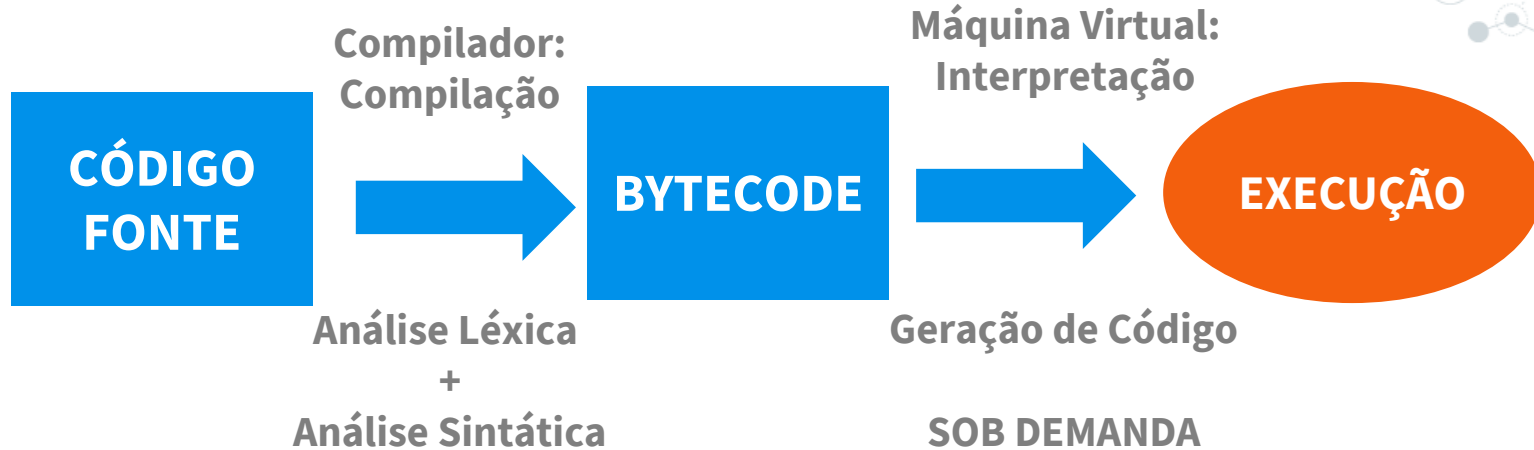 Compilador:
Compilação
Máquina Virtual:
Interpretação
CÓDIGO
FONTE
BYTECODE
EXECUÇÃO
Análise Léxica
+
Análise Sintática
Geração de Código
SOB DEMANDA